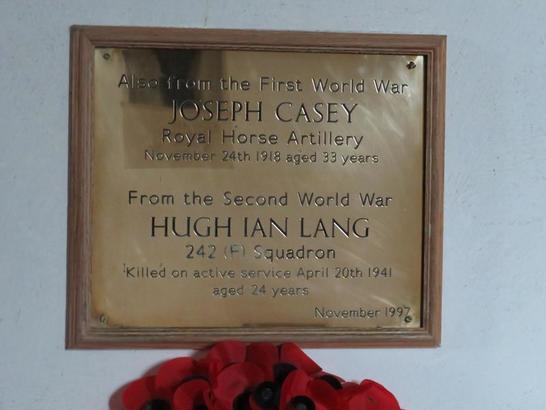 Also from the First World War
JOSEPH CASEY
Royal Horse Artillery
November 24th 1918 aged 33 years
From the Second World War
HUGH IAN LANG
242 (F) Squadron
Killed on active service April 20th 1941
aged 24 years
November 1997